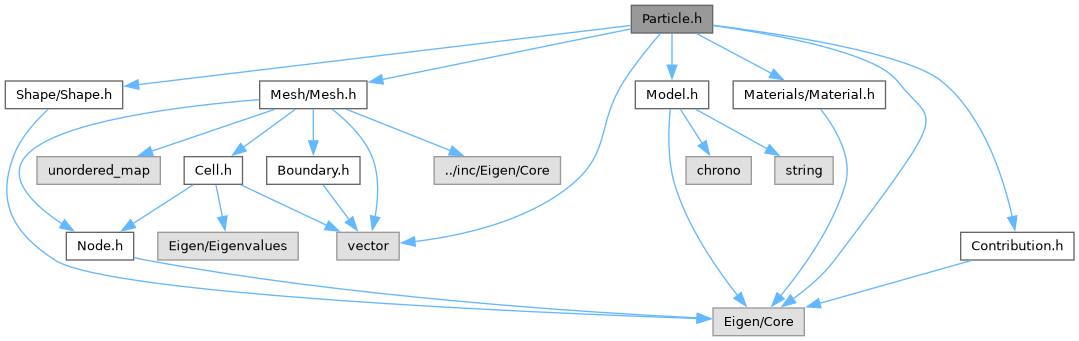 Particle.h
Shape/Shape.h
Mesh/Mesh.h
Model.h
Materials/Material.h
unordered_map
Cell.h
Boundary.h
../inc/Eigen/Core
chrono
string
Node.h
Eigen/Eigenvalues
vector
Contribution.h
Eigen/Core